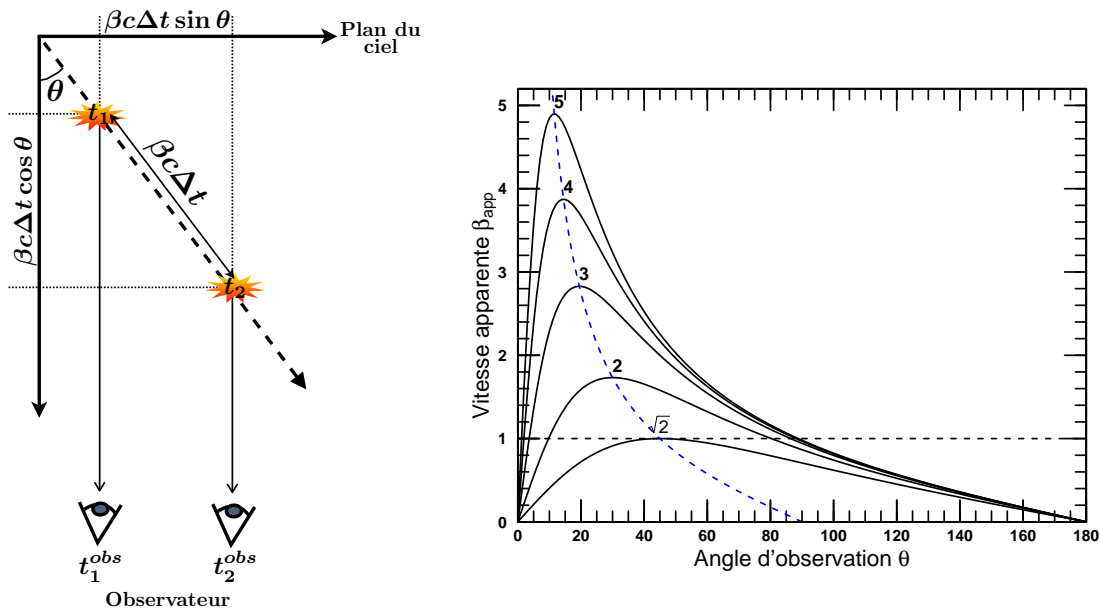 βcΔt sin θ
Plan du
ciel
θ
t₁
βcΔt cos θ
βcΔt
t₂
t₁ᵒᵇˢ
t₂ᵒᵇˢ
Observateur
Vitesse apparente βapp
5
4
3
2
1
0
5
4
3
2
√2
0
20
40
60
80
100
120
140
160
180
Angle d'observation θ